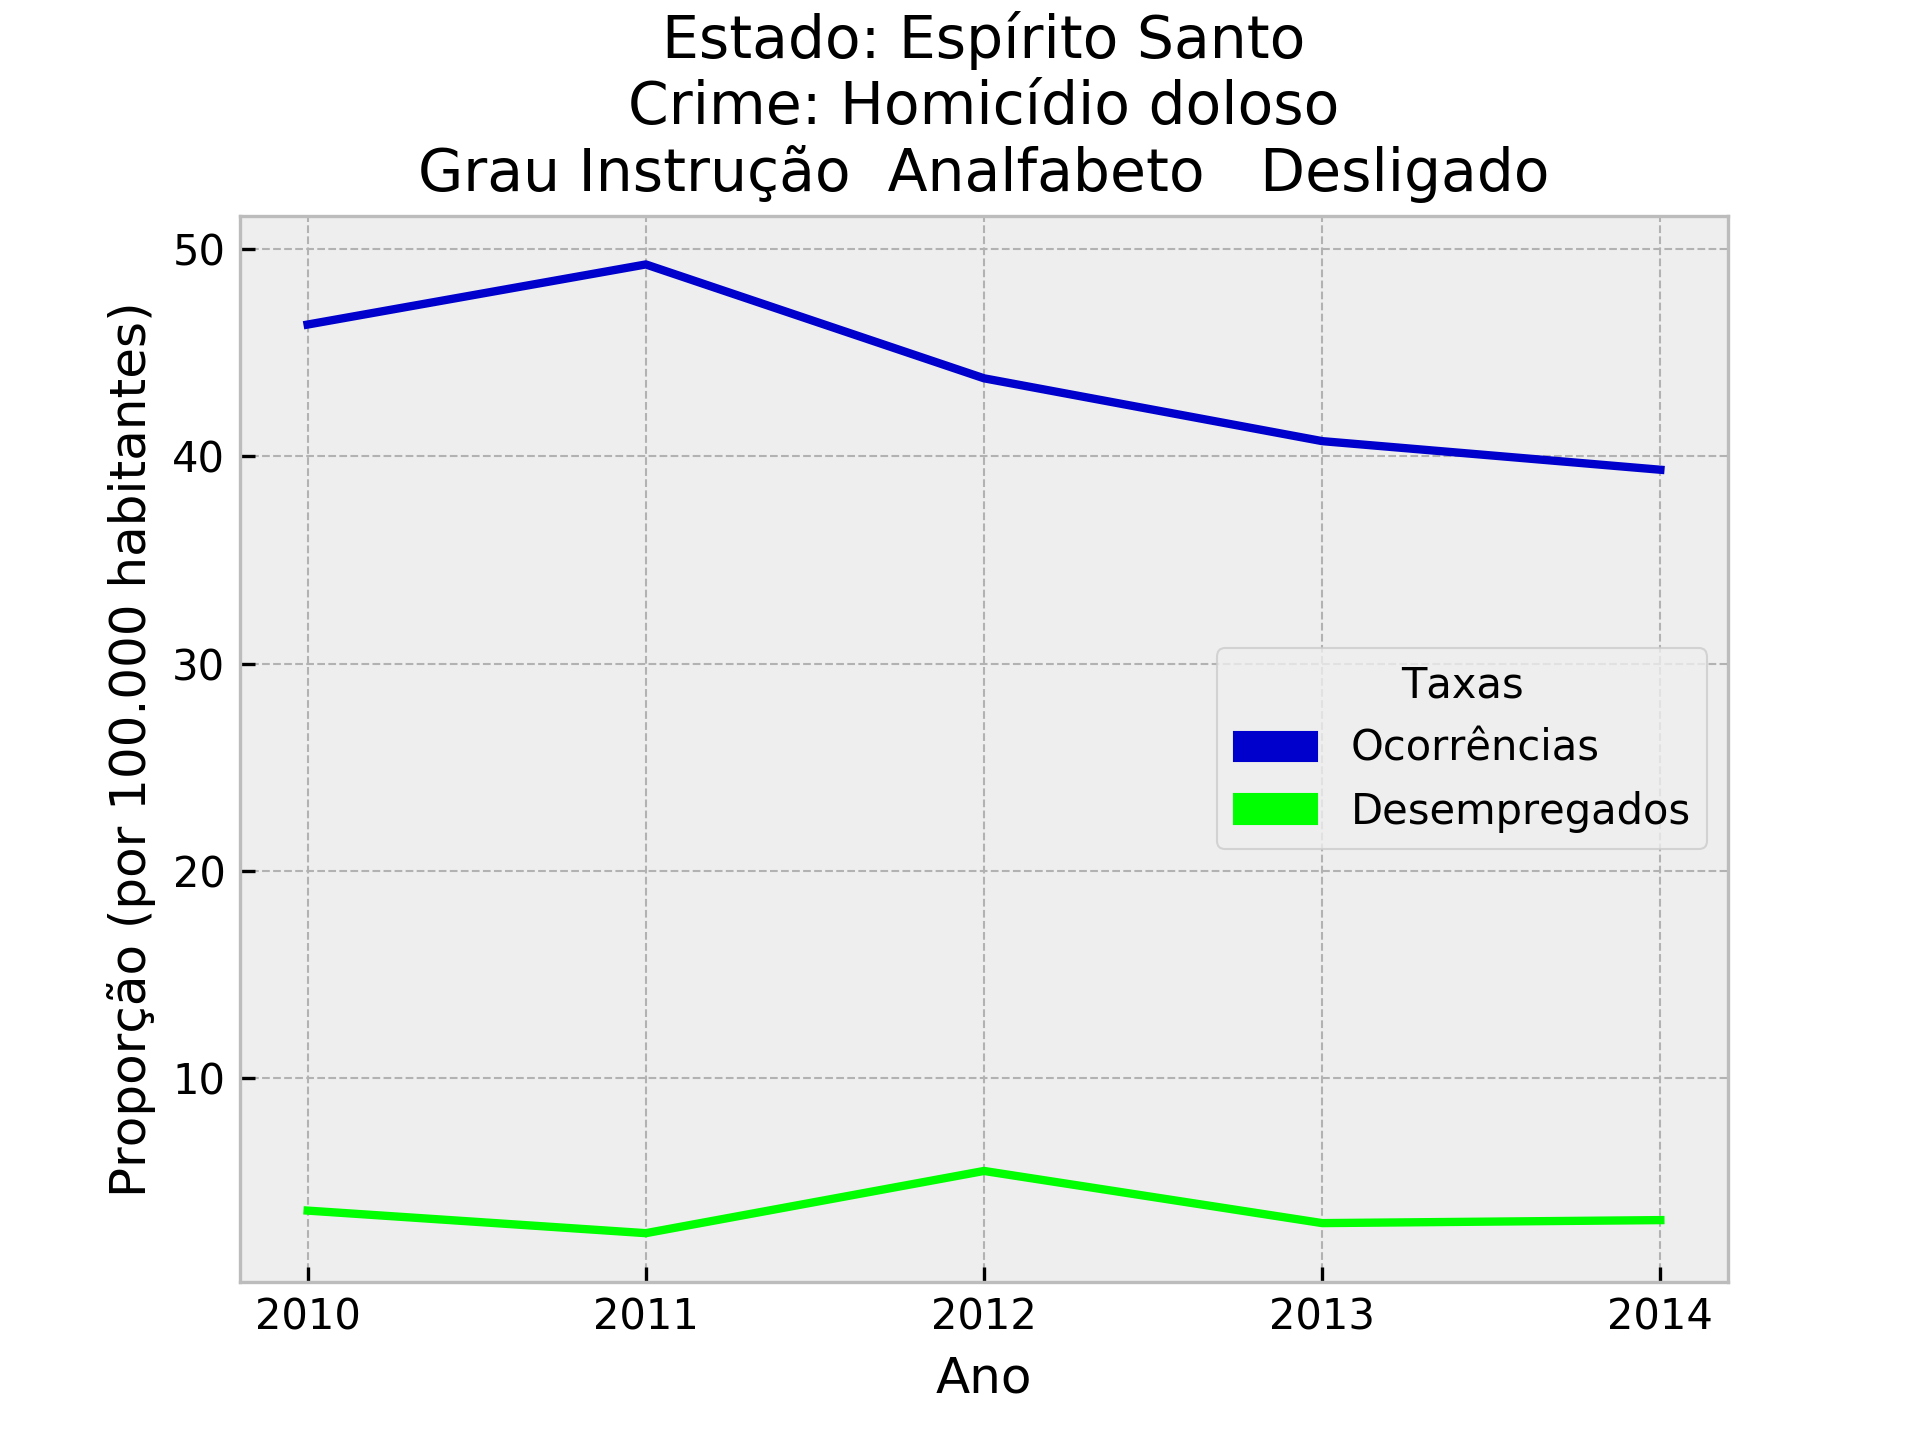 Estado: Espírito Santo
Crime: Homicídio doloso
Grau Instrução  Analfabeto   Desligado
Proporção (por 100.000 habitantes)
50
40
30
20
10
Taxas
Ocorrências
Desempregados
2010 2011 2012 2013 2014
Ano